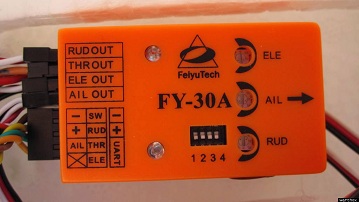 RUD OUT
THR OUT
ELE OUT
AIL OUT
− SW −
+ RUD +
AIL THR
ELE
UART
FeiyuTech
FY-30A
1 2 3 4
ELE
AIL
RUD